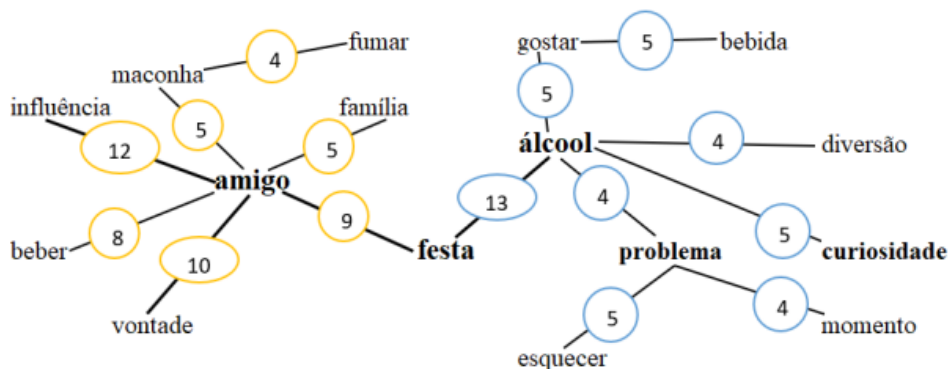 fumar
4
maconha
gostar
5
bebida
influência
5
família
5
12
5
álcool
4
diversão
amigo
13
4
beber
8
9
festa
problema
5
curiosidade
10
vontade
5
4
momento
esquecer